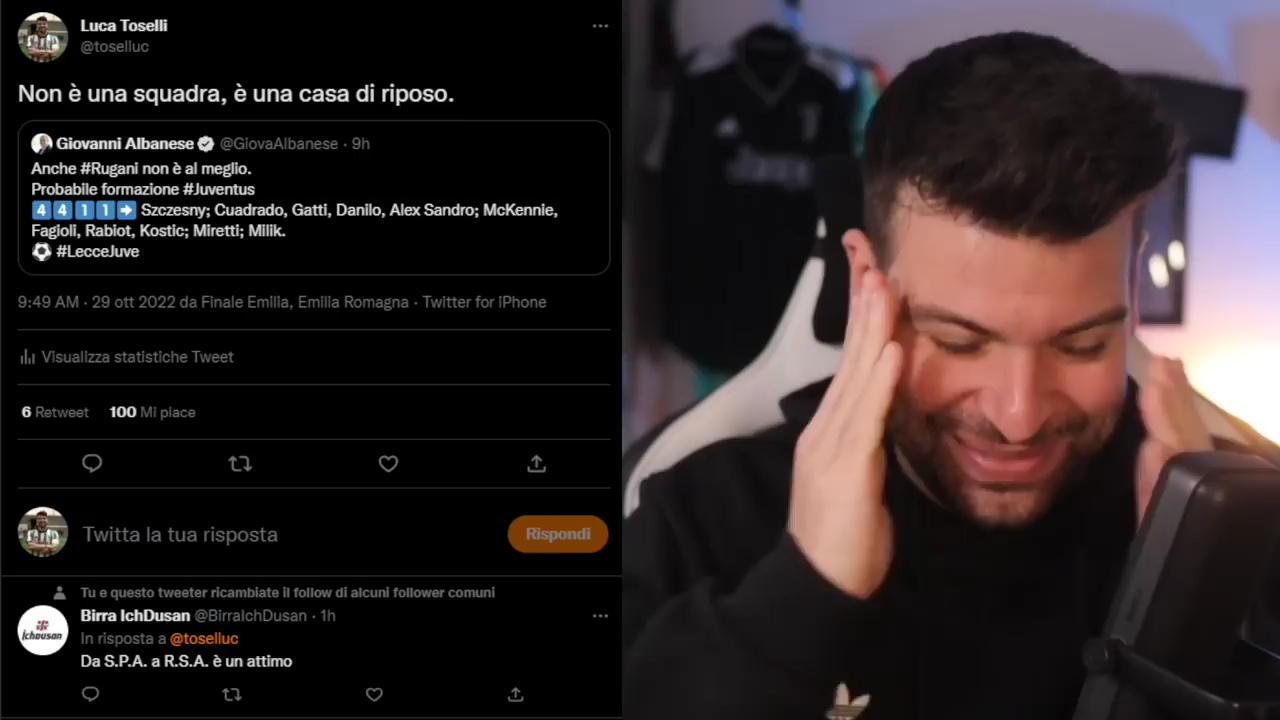 Luca Toselli
@toselluc
Non è una squadra, è una casa di riposo.
Giovanni Albanese @GiovaAlbanese · 9h
Anche #Rugani non è al meglio.
Probabile formazione #Juventus
4 4 1 1 ➡ Szczesny; Cuadrado, Gatti, Danilo, Alex Sandro; McKennie,
Fagioli, Rabiot, Kostic; Miretti; Milik.
⚽ #LecceJuve
9:49 AM · 29 ott 2022 da Finale Emilia, Emilia Romagna · Twitter for iPhone
Visualizza statistiche Tweet
6 Retweet 100 Mi piace
Twitta la tua risposta
Rispondi
Tu e questo tweeter ricambiate il follow di alcuni follower comuni
Birra IchDusan @BirraIchDusan · 1h
ichDusan
In risposta a @toselluc
Da S.P.A. a R.S.A. è un attimo